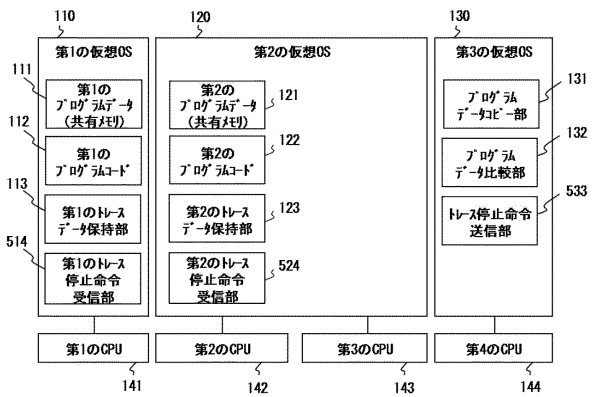 110
120
130
第1の仮想OS
第2の仮想OS
第3の仮想OS
111
第1の
ﾌﾟﾛｸﾞﾗﾑﾃﾞｰﾀ
(共有ﾒﾓﾘ)
112
第1の
ﾌﾟﾛｸﾞﾗﾑｺｰﾄﾞ
113
第1のﾄﾚｰｽ
ﾃﾞｰﾀ保持部
514
第1のﾄﾚｰｽ
停止命令
受信部
第2の
ﾌﾟﾛｸﾞﾗﾑﾃﾞｰﾀ
(共有ﾒﾓﾘ)
121
第2の
ﾌﾟﾛｸﾞﾗﾑｺｰﾄﾞ
122
第2のﾄﾚｰｽ
ﾃﾞｰﾀ保持部
123
第2のﾄﾚｰｽ
停止命令
受信部
524
ﾌﾟﾛｸﾞﾗﾑ
ﾃﾞｰﾀｺﾋﾟｰ部
131
ﾌﾟﾛｸﾞﾗﾑ
ﾃﾞｰﾀ比較部
132
ﾄﾚｰｽ停止命令
送信部
533
第1のCPU
第2のCPU
第3のCPU
第4のCPU
141
142
143
144